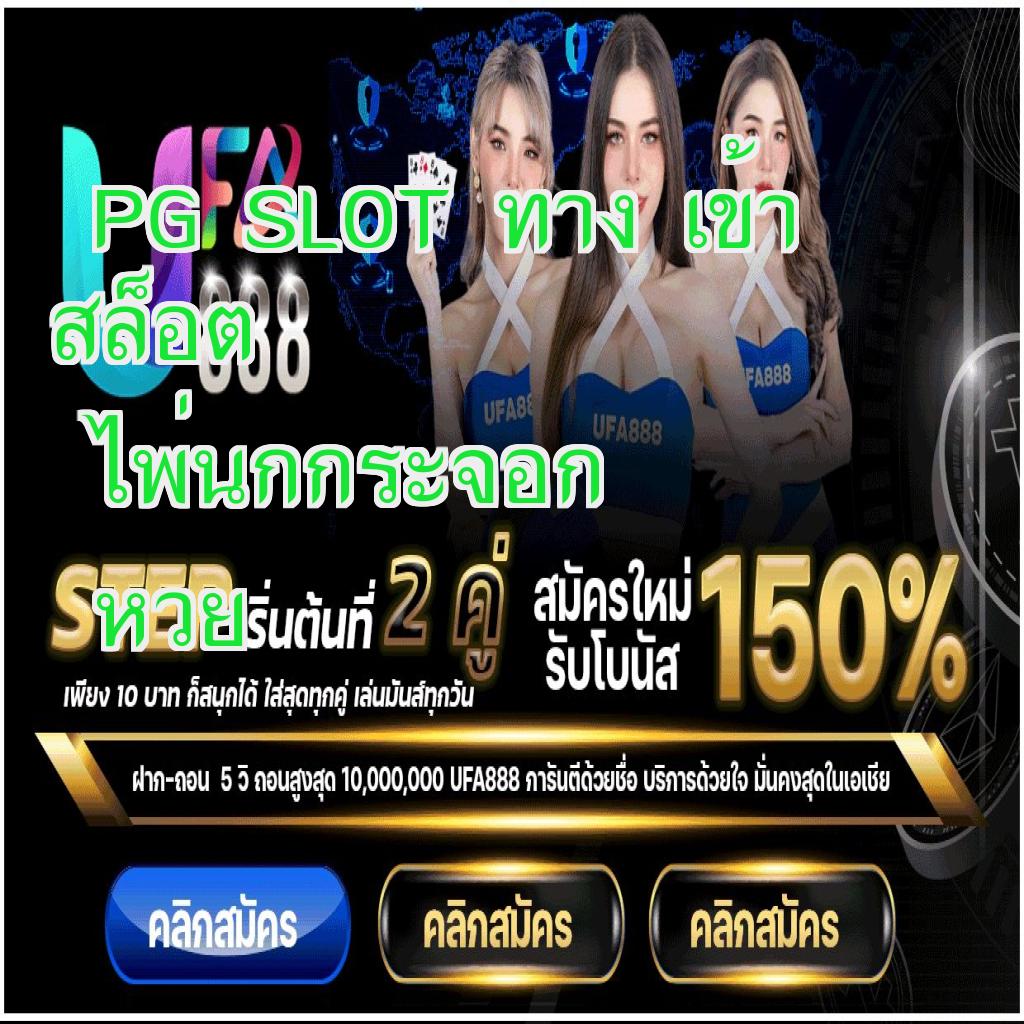 UFA
888
PG SLOT ทาง เข้า
สล็อต
ไพ่นกกระจอก
หวย
UFA888
UFA888
UFA888
STEP เริ่มต้นที่ 2 คู่
เพียง 10 บาท ก็สนุกได้ ใส่สุดทุกคู่ เล่นมันส์ทุกวัน
สมัครใหม่
รับโบนัส
150%
ฝาก-ถอน 5 วิ ถอนสูงสุด 10,000,000 UFA888 การันตีด้วยชื่อ บริการด้วยใจ มั่นคงสุดในเอเชีย
คลิกสมัคร
คลิกสมัคร
คลิกสมัคร